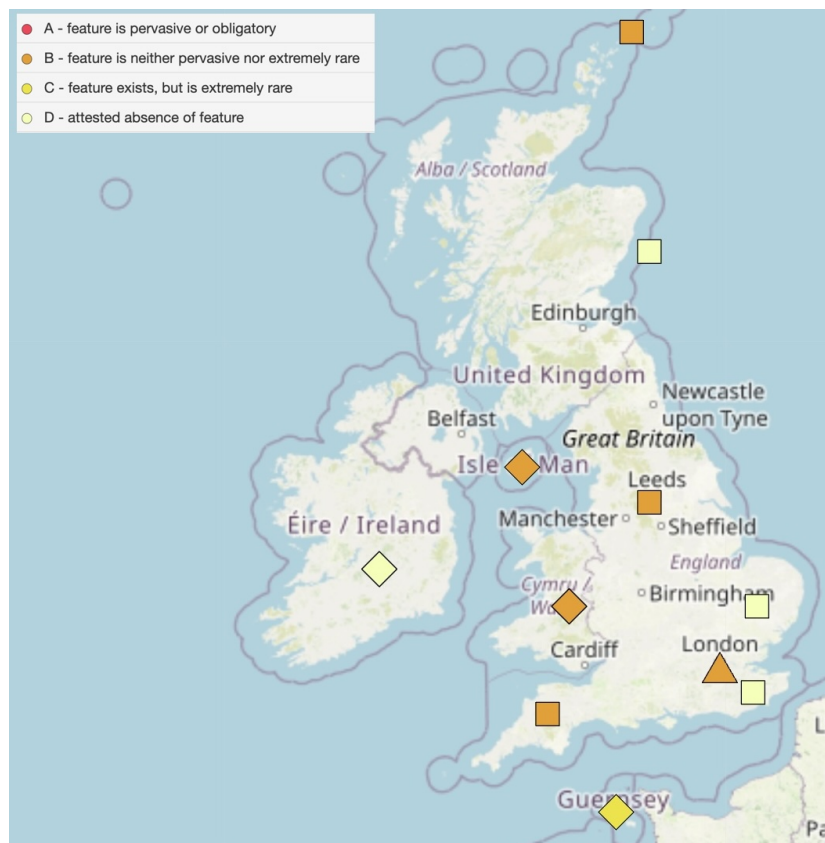 A - feature is pervasive or obligatory
B - feature is neither pervasive nor extremely rare
C - feature exists, but is extremely rare
D - attested absence of feature
Alba / Scotland
Edinburgh
United Kingdom
Newcastle
upon Tyne
Belfast
Great Britain
Isle Man
Leeds
Manchester
Sheffield
Éire / Ireland
England
Cymru /
Birmingham
London
Cardiff
Guernsey